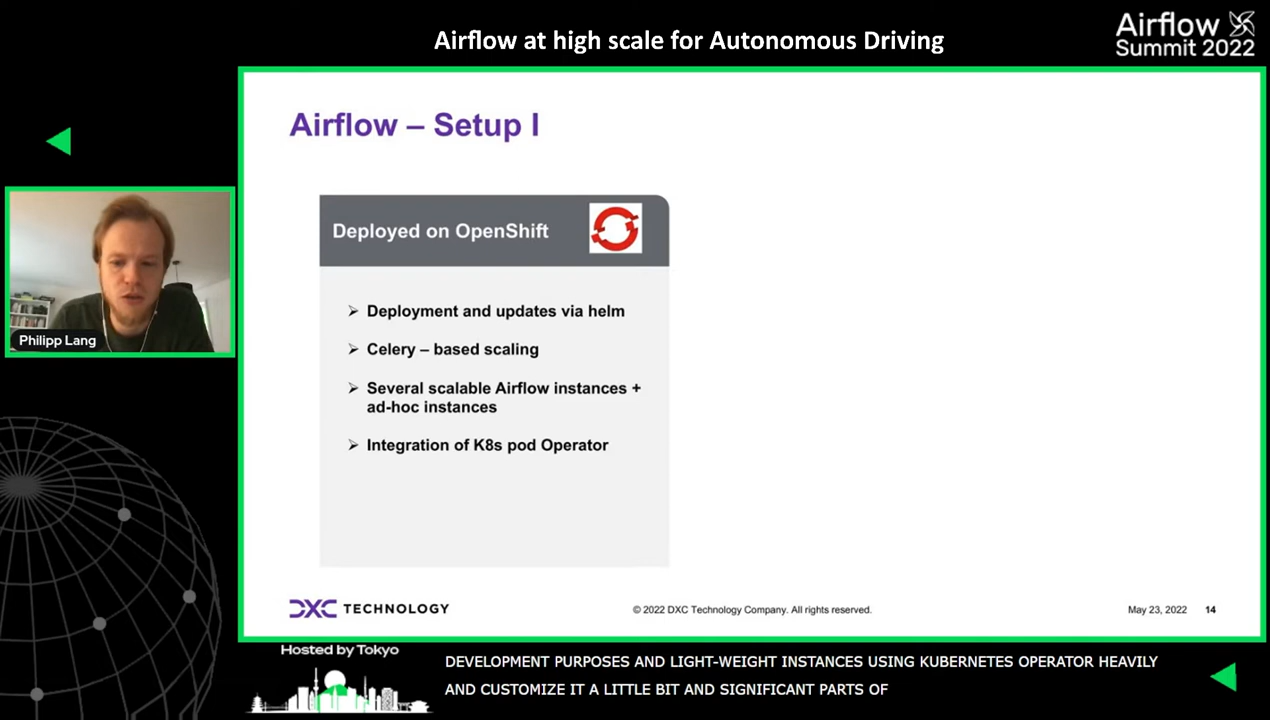 Airflow at high scale for Autonomous Driving
Airflow
Summit 2022
Airflow – Setup I
Deployed on OpenShift
➢ Deployment and updates via helm
➢ Celery – based scaling
➢ Several scalable Airflow instances +
ad-hoc instances
➢ Integration of K8s pod Operator
Philipp Lang
DXC TECHNOLOGY
© 2022 DXC Technology Company. All rights reserved.
May 23, 2022 14
Hosted by Tokyo
DEVELOPMENT PURPOSES AND LIGHT-WEIGHT INSTANCES USING KUBERNETES OPERATOR HEAVILY
AND CUSTOMIZE IT A LITTLE BIT AND SIGNIFICANT PARTS OF